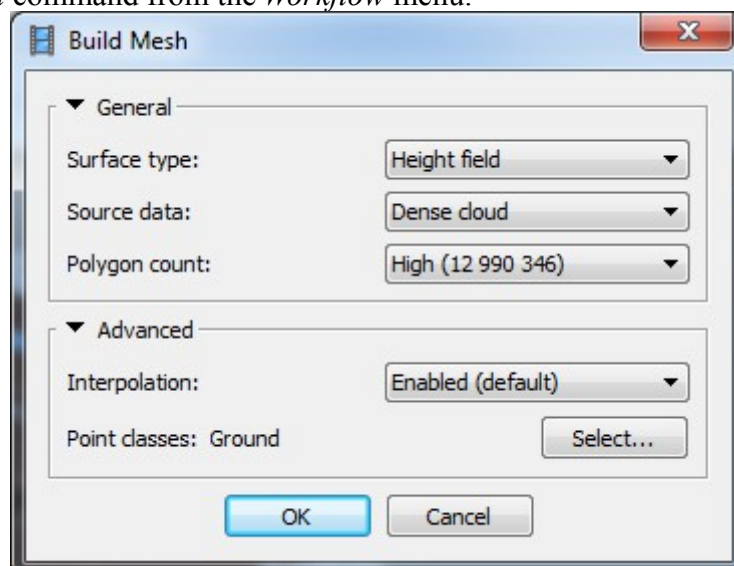 command from the Workflow menu.
Build Mesh
General
Surface type: Height field
Source data: Dense cloud
Polygon count: High (12 990 346)
Advanced
Interpolation: Enabled (default)
Point classes: Ground Select...
OK Cancel